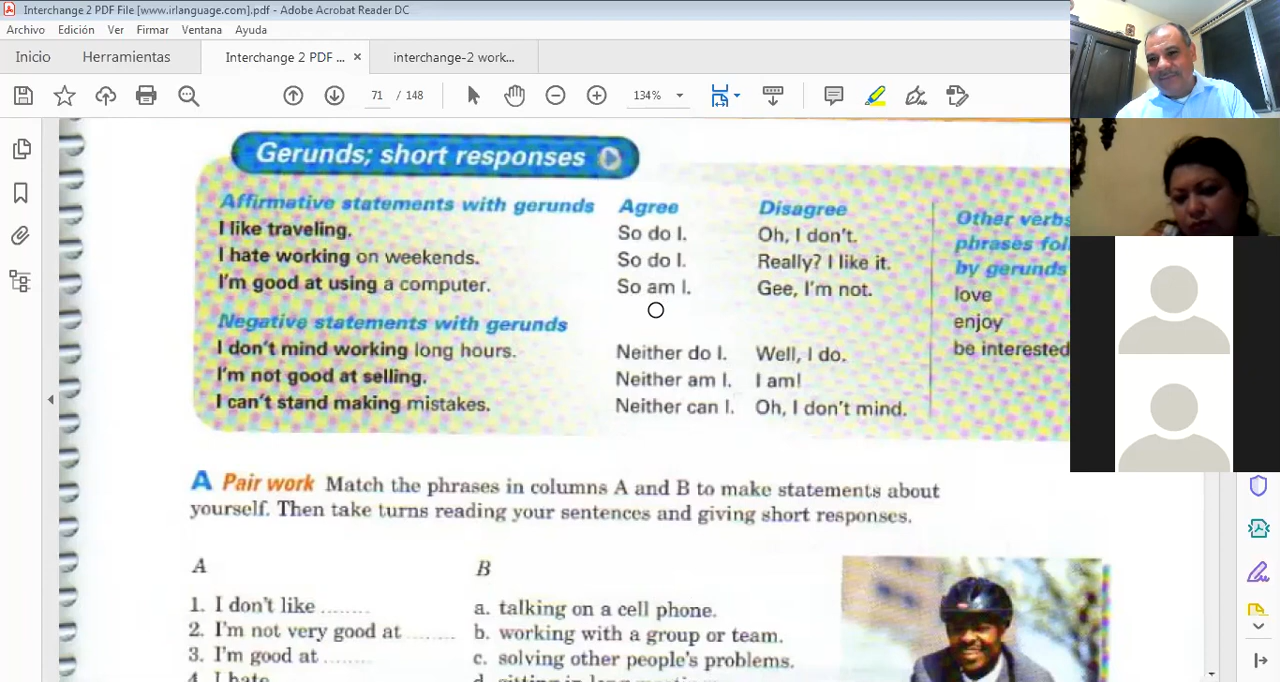 Interchange 2 PDF File [www.irlanguage.com].pdf - Adobe Acrobat Reader DC
Archivo Edición Ver Firmar Ventana Ayuda
Inicio Herramientas Interchange 2 PDF ... × interchange-2 work...
71 / 148 134%
Gerunds; short responses
Affirmative statements with gerunds Agree Disagree Other verbs
I like traveling. So do I. Oh, I don't. phrases fol
I hate working on weekends. So do I. Really? I like it. by gerunds
I'm good at using a computer. So am I. Gee, I'm not. love
Negative statements with gerunds enjoy
I don't mind working long hours. Neither do I. Well, I do. be interested
I'm not good at selling. Neither am I. I am!
I can't stand making mistakes. Neither can I. Oh, I don't mind.
A Pair work Match the phrases in columns A and B to make statements about
yourself. Then take turns reading your sentences and giving short responses.
A B
1. I don't like ........ a. talking on a cell phone.
2. I'm not very good at ........ b. working with a group or team.
3. I'm good at ........ c. solving other people's problems.
4. I hate d. sitting in long